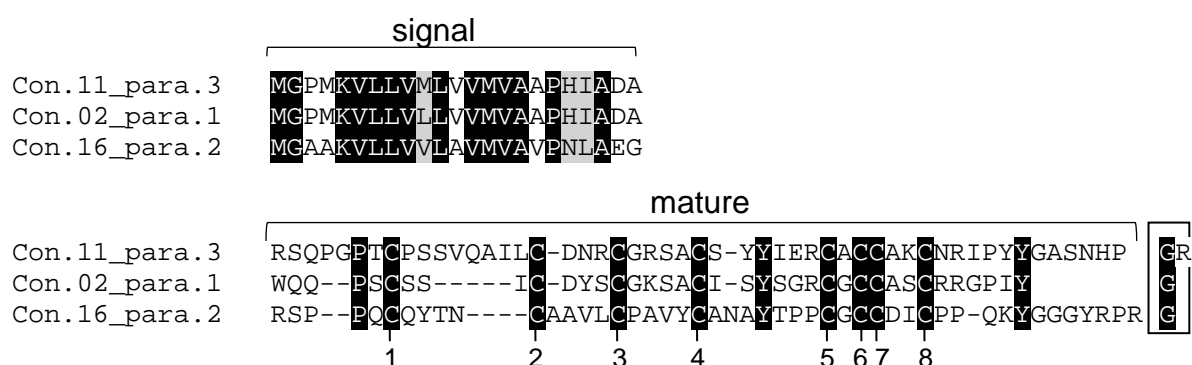 signal
Con.11_para.3 MGPMKVLLVMLVVMVAAPHIADA
Con.02_para.1 MGPMKVLLVLLVVMVAAPHIADA
Con.16_para.2 MGAAKVLLVVLAVMVAVPNLAEG
mature
Con.11_para.3 RSQPGPTCPSSVQAILC-DNRCGRSACS-YYIERCACCAKCNRIPYYGASNHP GR
Con.02_para.1 WQQ--PSCSS-----IC-DYSCGKSACI-SYSGRCGCCASCRRGPIY G
Con.16_para.2 RSP--PQCQYTN----CAAVLCPAVYCANAYTPPCGCCDICPP-QKYGGGYRPR G
1 2 3 4 5 6 7 8